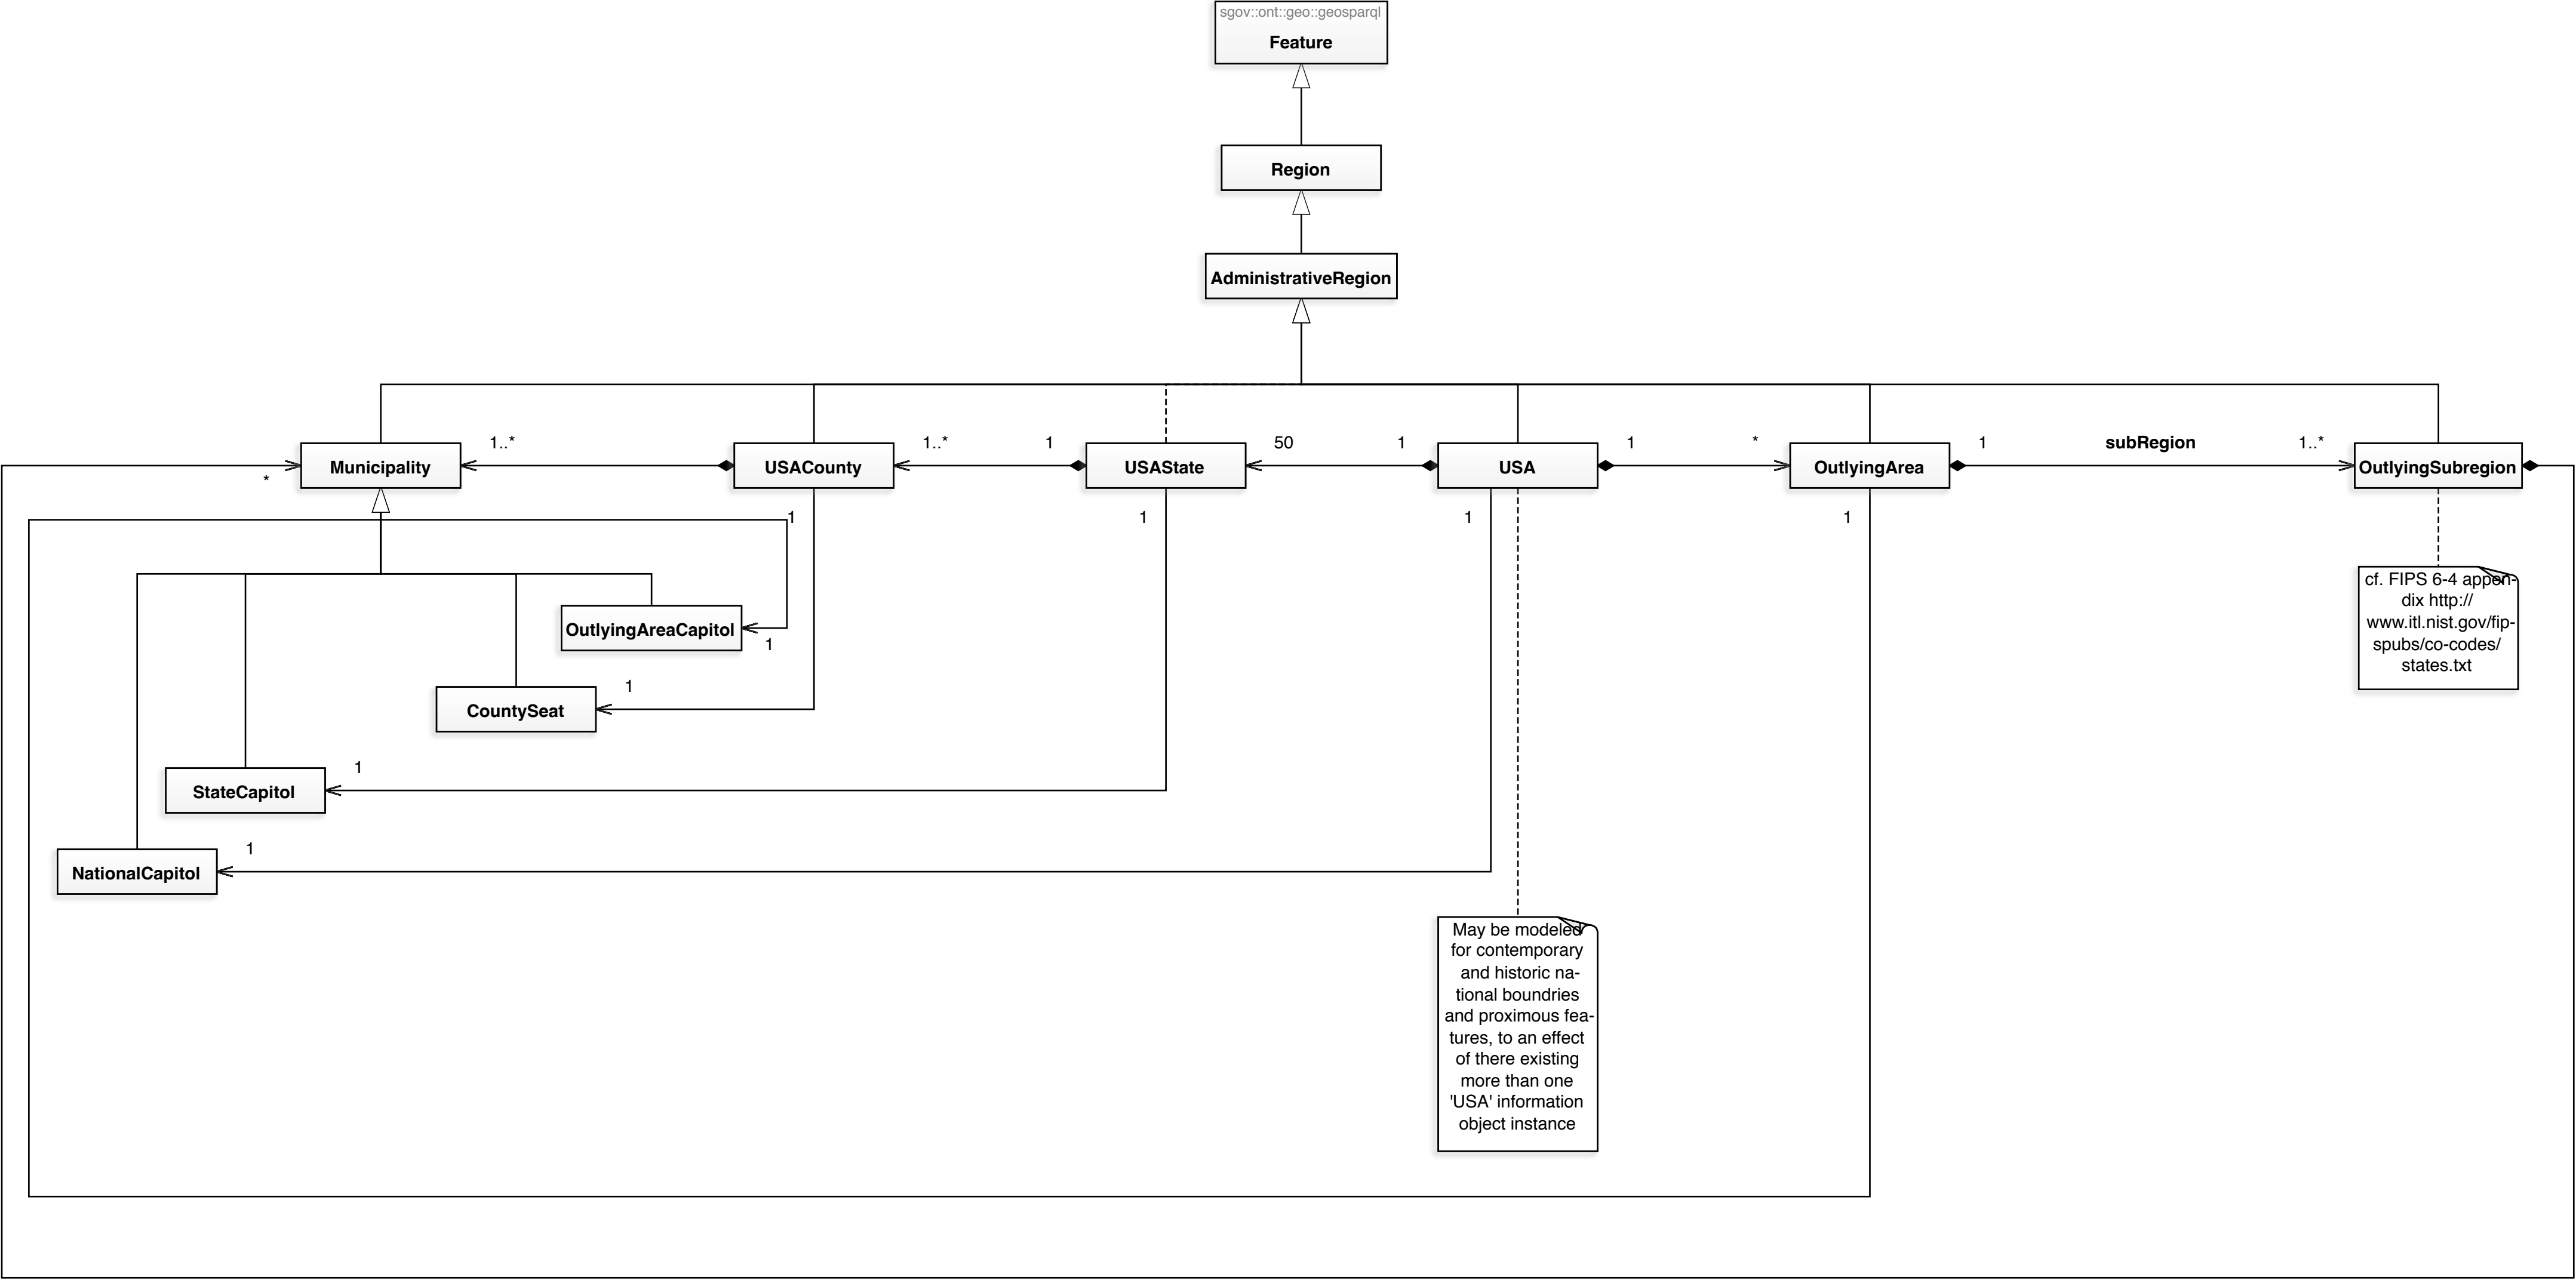 sgov::ont::geo::geosparql
Feature
Region
AdministrativeRegion
1..*
1..*
1
50
1
1
*
1
subRegion
1..*
Municipality
USACounty
USAState
USA
OutlyingArea
OutlyingSubregion
*
1
1
1
1
cf. FIPS 6-4 appen-
dix http://
www.itl.nist.gov/fip-
spubs/co-codes/
states.txt
OutlyingAreaCapitol
1
1
CountySeat
1
StateCapitol
1
NationalCapitol
May be modeled
for contemporary
and historic na-
tional boundries
and proximous fea-
tures, to an effect
of there existing
more than one
'USA' information
object instance